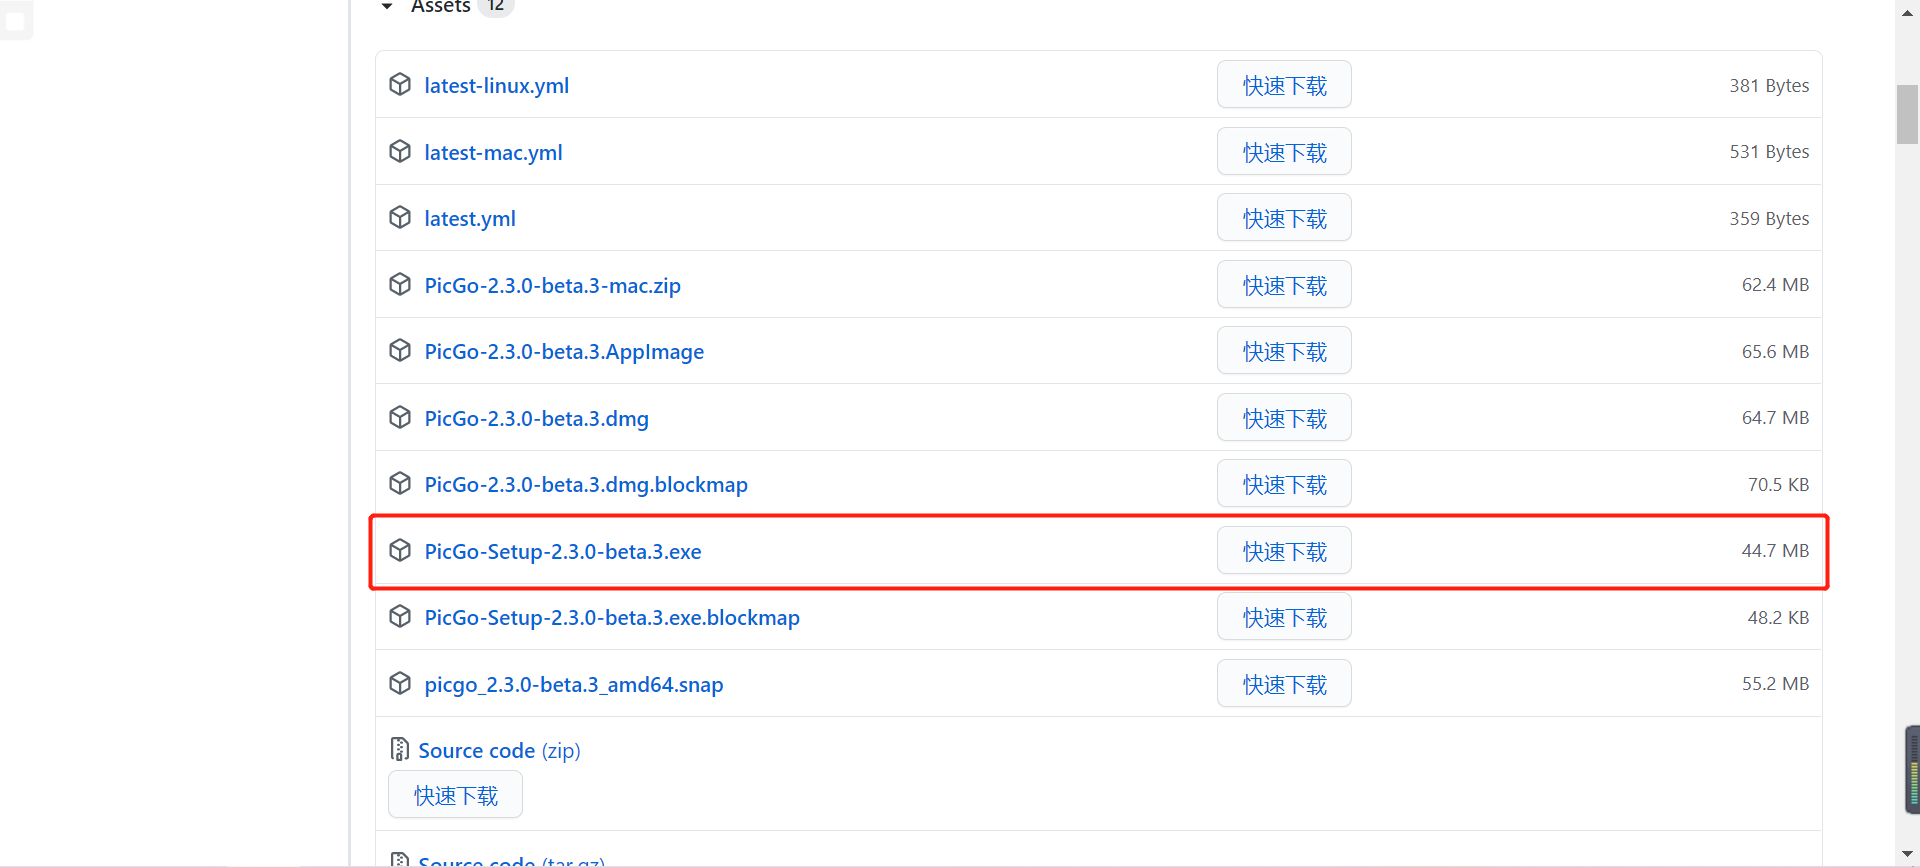 Assets 12
latest-linux.yml 快速下载 381 Bytes
latest-mac.yml 快速下载 531 Bytes
latest.yml 快速下载 359 Bytes
PicGo-2.3.0-beta.3-mac.zip 快速下载 62.4 MB
PicGo-2.3.0-beta.3.AppImage 快速下载 65.6 MB
PicGo-2.3.0-beta.3.dmg 快速下载 64.7 MB
PicGo-2.3.0-beta.3.dmg.blockmap 快速下载 70.5 KB
PicGo-Setup-2.3.0-beta.3.exe 快速下载 44.7 MB
PicGo-Setup-2.3.0-beta.3.exe.blockmap 快速下载 48.2 KB
picgo_2.3.0-beta.3_amd64.snap 快速下载 55.2 MB
Source code (zip)
快速下载
Source code (tar.gz)